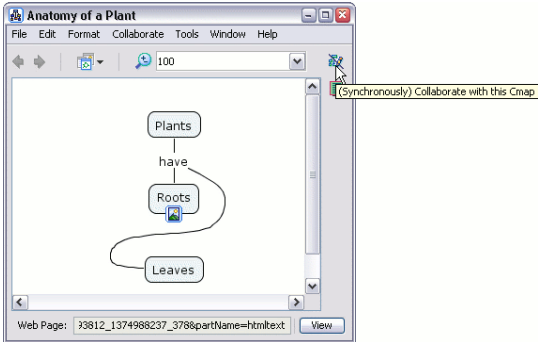 Anatomy of a Plant
File Edit Format Collaborate Tools Window Help
100
(Synchronously) Collaborate with this Cmap
Plants
have
Roots
Leaves
Web Page: 93812_1374988237_378&partName=htmltext View